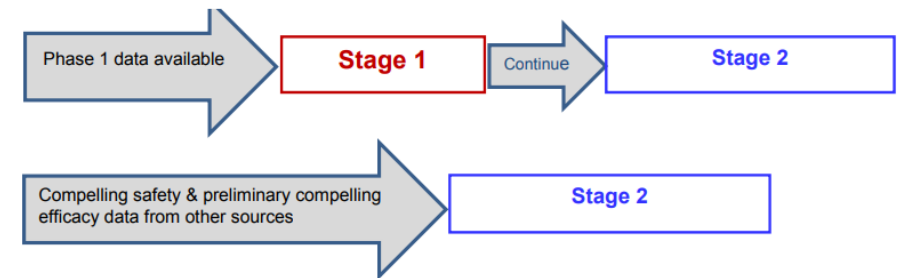 Phase 1 data available
Stage 1
Continue
Stage 2
Compelling safety & preliminary compelling
efficacy data from other sources
Stage 2